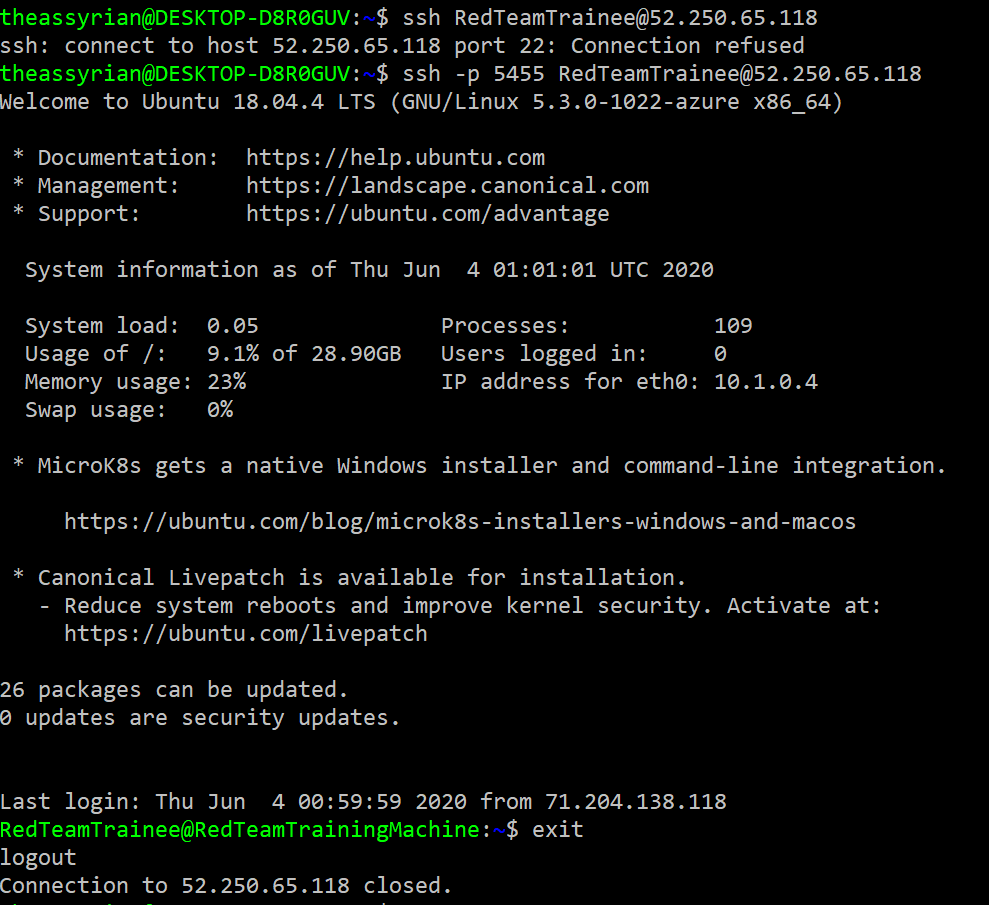 theassyrian@DESKTOP-D8R0GUV:~$ ssh RedTeamTrainee@52.250.65.118
ssh: connect to host 52.250.65.118 port 22: Connection refused
theassyrian@DESKTOP-D8R0GUV:~$ ssh -p 5455 RedTeamTrainee@52.250.65.118
Welcome to Ubuntu 18.04.4 LTS (GNU/Linux 5.3.0-1022-azure x86_64)

 * Documentation:  https://help.ubuntu.com
 * Management:     https://landscape.canonical.com
 * Support:        https://ubuntu.com/advantage

  System information as of Thu Jun  4 01:01:01 UTC 2020

  System load:  0.05              Processes:           109
  Usage of /:   9.1% of 28.90GB   Users logged in:     0
  Memory usage: 23%               IP address for eth0: 10.1.0.4
  Swap usage:   0%

 * MicroK8s gets a native Windows installer and command-line integration.

     https://ubuntu.com/blog/microk8s-installers-windows-and-macos

 * Canonical Livepatch is available for installation.
   - Reduce system reboots and improve kernel security. Activate at:
     https://ubuntu.com/livepatch

26 packages can be updated.
0 updates are security updates.


Last login: Thu Jun  4 00:59:59 2020 from 71.204.138.118
RedTeamTrainee@RedTeamTrainingMachine:~$ exit
logout
Connection to 52.250.65.118 closed.